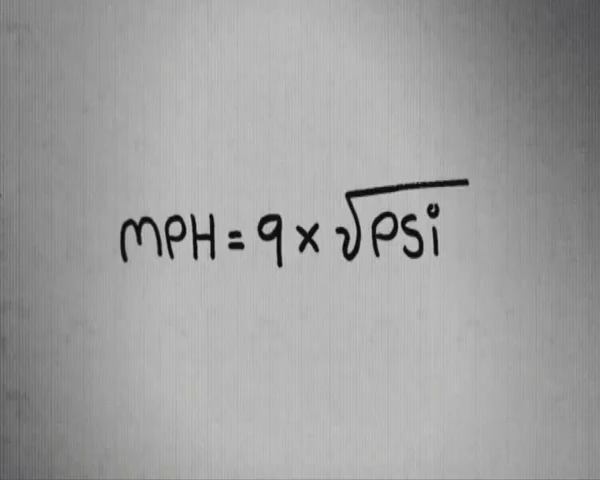 MPH = 9 x √PSi